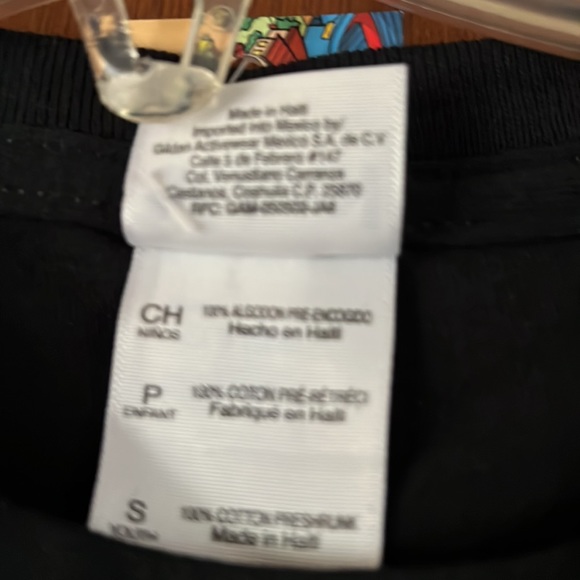 Made in Haiti
Imported into Mexico by/
Gildan Activewear Mexico S.A. de C.V
Calle 5 de Febrero #147
Col. Venustiano Carranza
Castanos, Coahuila C.P. 25870
RFC:
CH 100% ALGODON PRE-ENCOGIDO
NIÑOS Hecho en Haiti
P 100% COTON PRÉ-RÉTRÉCI
ENFANT Fabriqué en Haïti
S 100% COTTON PRESHRUNK
YOUTH Made in Haiti